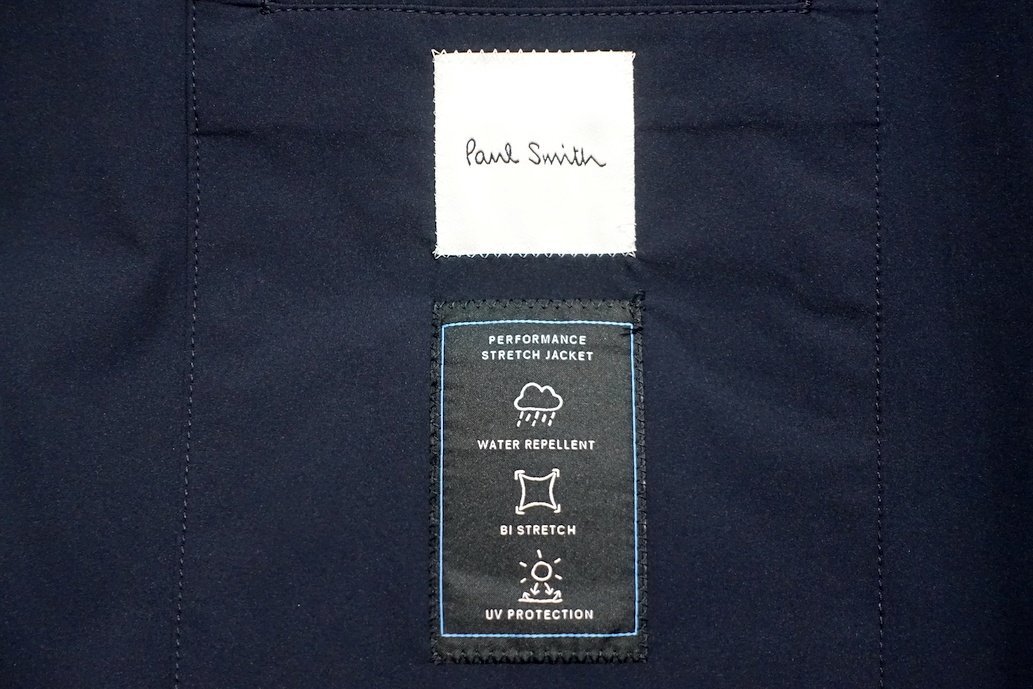 Paul Smith
PERFORMANCE
STRETCH JACKET
WATER REPELLENT
BI STRETCH
UV PROTECTION